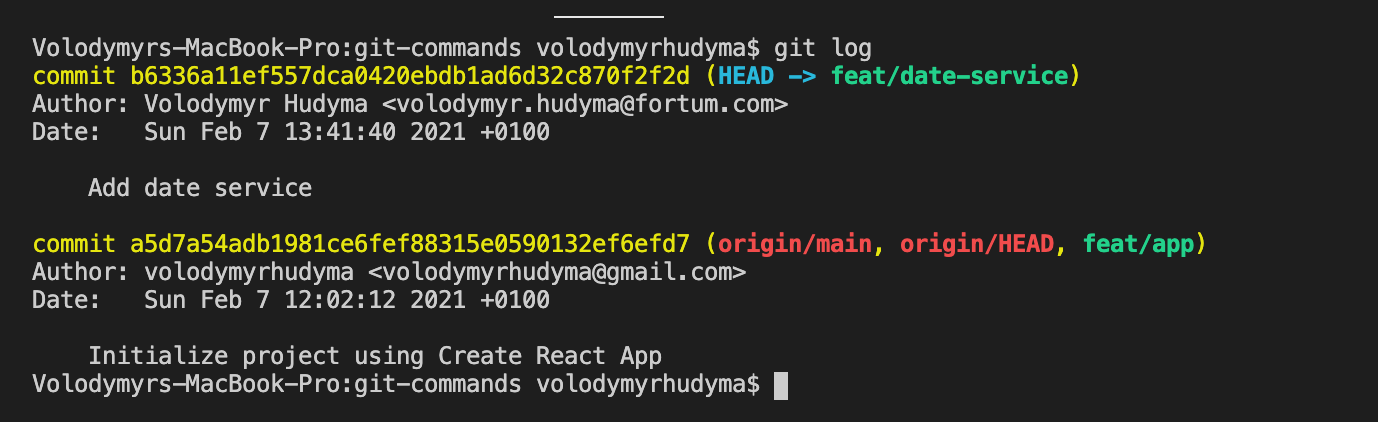 Volodymyrs-MacBook-Pro:git-commands volodymyrhudyma$ git log
commit b6336a11ef557dca0420ebdb1ad6d32c870f2f2d (HEAD -> feat/date-service)
Author: Volodymyr Hudyma <volodymyr.hudyma@fortum.com>
Date:   Sun Feb 7 13:41:40 2021 +0100
Add date service
commit a5d7a54adb1981ce6fef88315e0590132ef6efd7 (origin/main, origin/HEAD, feat/app)
Author: volodymyrhudyma <volodymyrhudyma@gmail.com>
Date:   Sun Feb 7 12:02:12 2021 +0100
Initialize project using Create React App
Volodymyrs-MacBook-Pro:git-commands volodymyrhudyma$